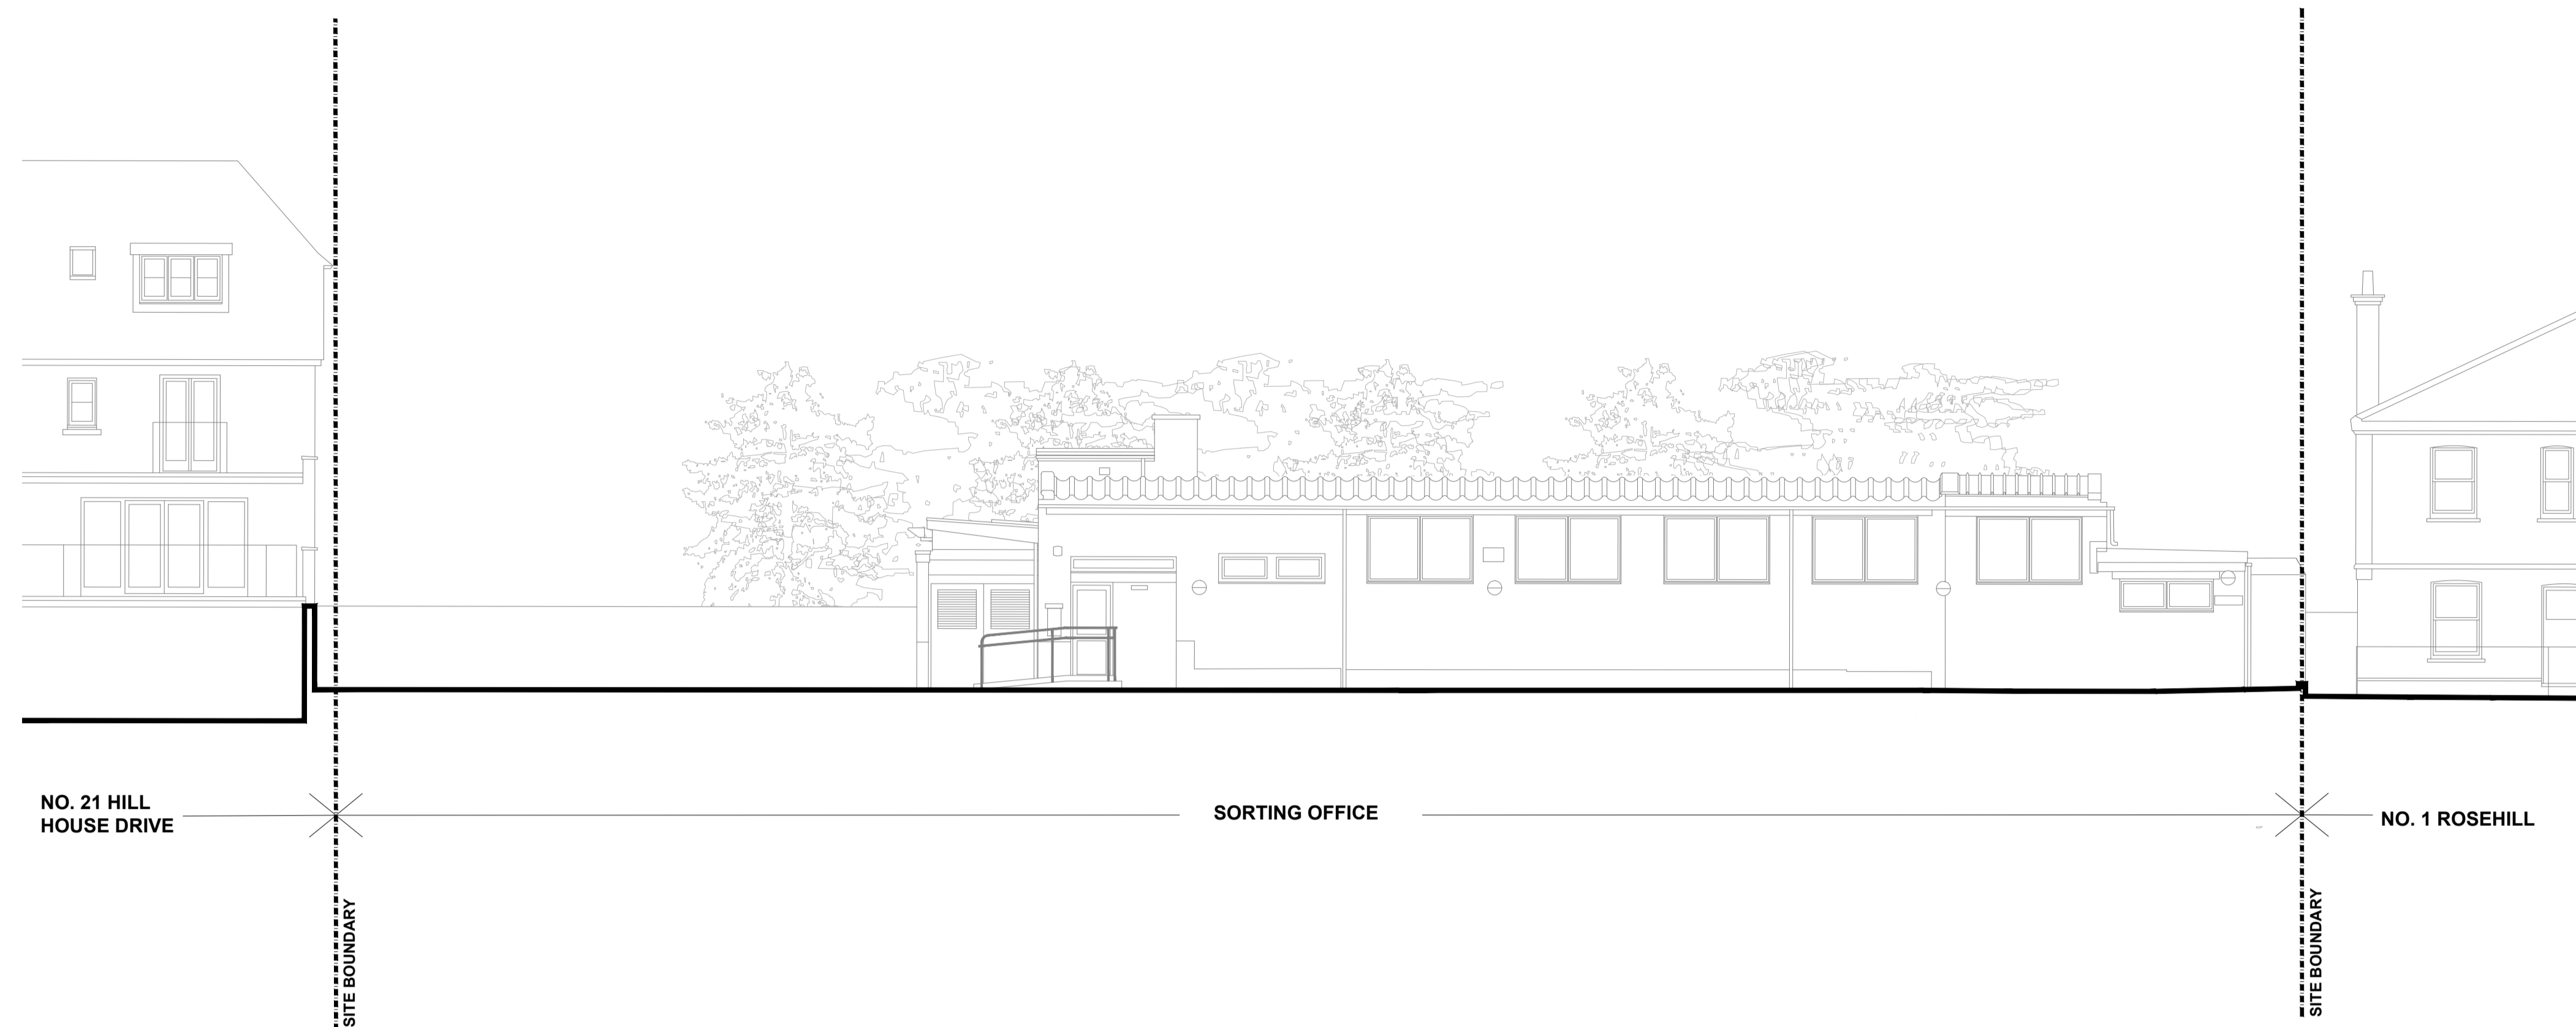 NO. 21 HILL
HOUSE DRIVE
SORTING OFFICE
NO. 1 ROSEHILL
SITE BOUNDARY
SITE BOUNDARY